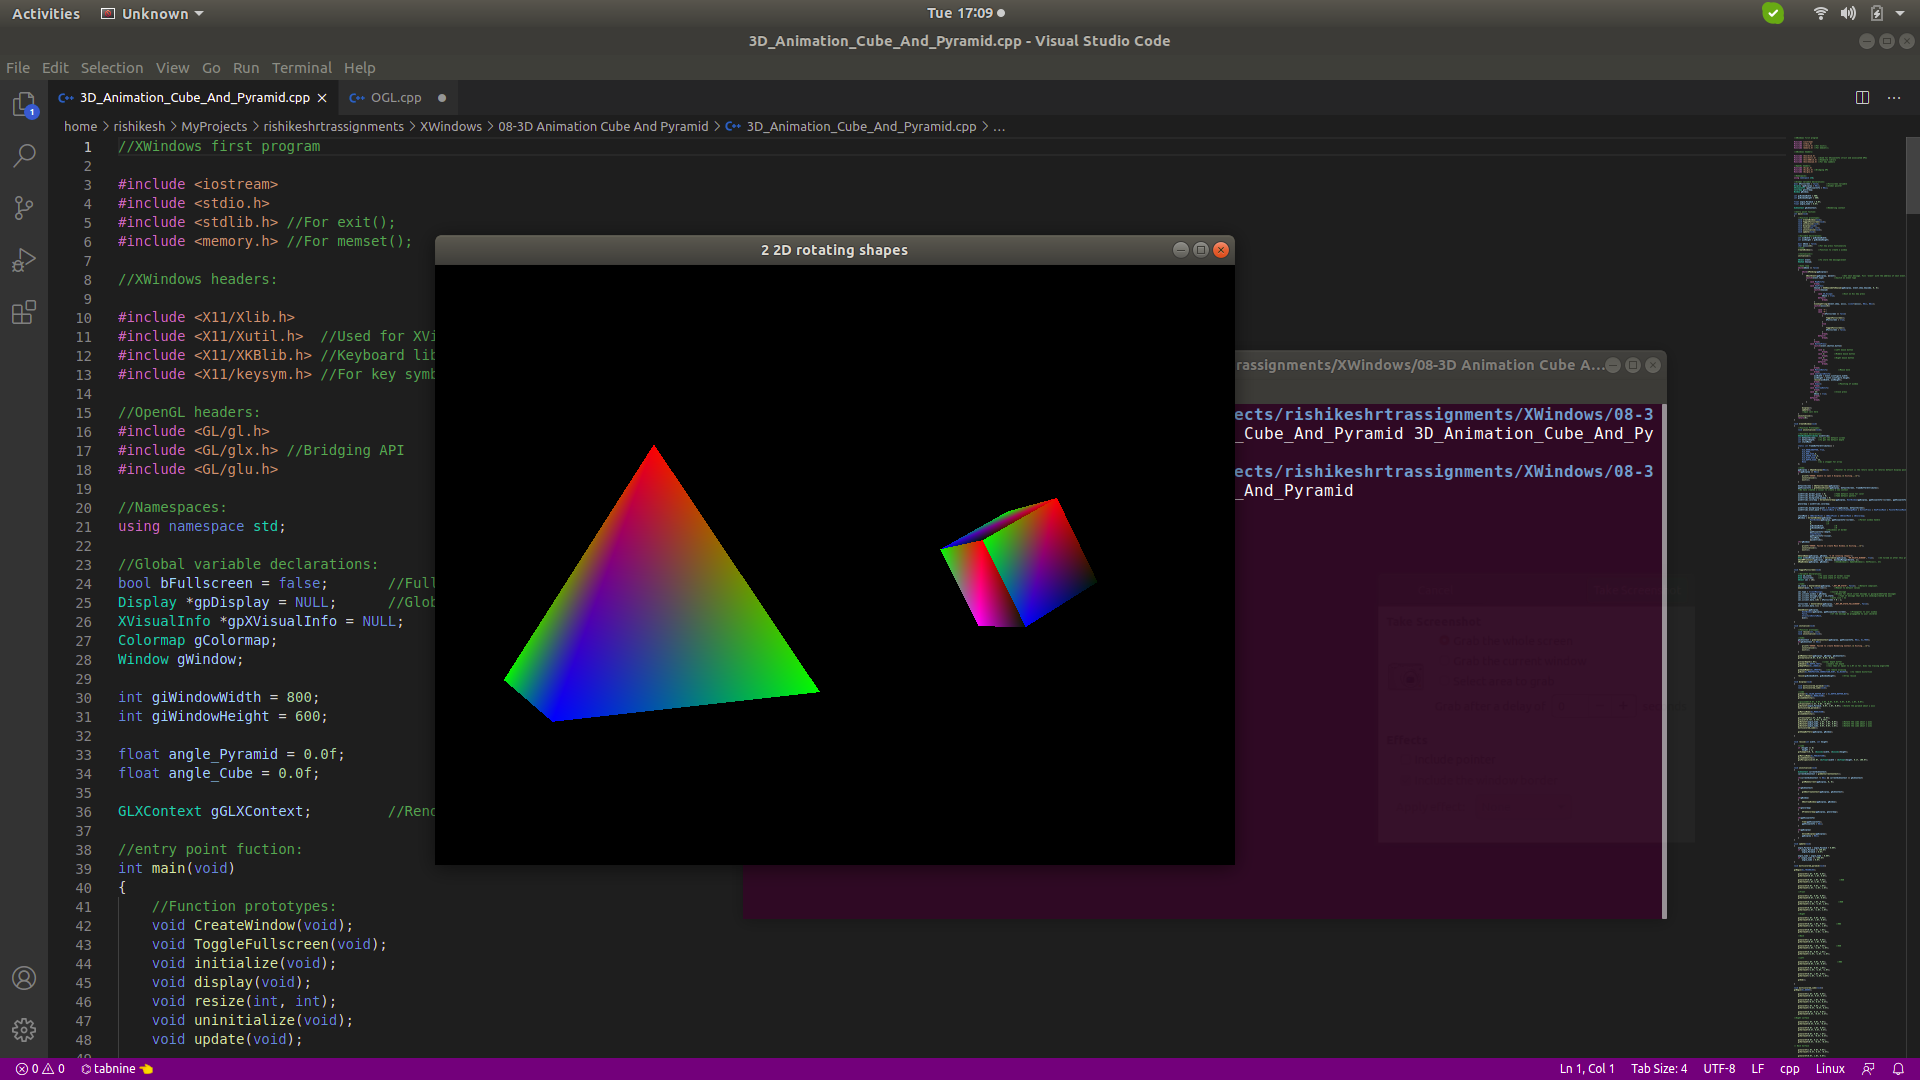 Activities Unknown Tue 17:09
3D_Animation_Cube_And_Pyramid.cpp - Visual Studio Code
File Edit Selection View Go Run Terminal Help
3D_Animation_Cube_And_Pyramid.cpp OGL.cpp
home > rishikesh > MyProjects > rishikeshrtrassignments > XWindows > 08-3D Animation Cube And Pyramid > 3D_Animation_Cube_And_Pyramid.cpp > ...
1
1 //XWindows first program
2
3 #include <iostream>
4 #include <stdio.h>
5 #include <stdlib.h> //For exit();
6 #include <memory.h> //For memset();
7
8 //XWindows headers:
9
10 #include <X11/Xlib.h>
11 #include <X11/Xutil.h> //Used for XVi
12 #include <X11/XKBlib.h> //Keyboard lib
13 #include <X11/keysym.h> //For key symb
14
15 //OpenGL headers:
16 #include <GL/gl.h>
17 #include <GL/glx.h> //Bridging API
18 #include <GL/glu.h>
19
20 //Namespaces:
21 using namespace std;
22
23 //Global variable declarations:
24 bool bFullscreen = false; //Full
25 Display *gpDisplay = NULL; //Glob
26 XVisualInfo *gpXVisualInfo = NULL;
27 Colormap gColormap;
28 Window gWindow;
29
30 int giWindowWidth = 800;
31 int giWindowHeight = 600;
32
33 float angle_Pyramid = 0.0f;
34 float angle_Cube = 0.0f;
35
36 GLXContext gGLXContext; //Rend
37
38 //entry point fuction:
39 int main(void)
40 {
41 //Function prototypes:
42 void CreateWindow(void);
43 void ToggleFullscreen(void);
44 void initialize(void);
45 void display(void);
46 void resize(int, int);
47 void uninitialize(void);
48 void update(void);
2 2D rotating shapes
rassignments/XWindows/08-3D Animation Cube A...
ects/rishikeshrtrassignments/XWindows/08-3
_Cube_And_Pyramid 3D_Animation_Cube_And_Py
ects/rishikeshrtrassignments/XWindows/08-3
_And_Pyramid
0 0 tabnine Ln 1, Col 1 Tab Size: 4 UTF-8 LF cpp Linux